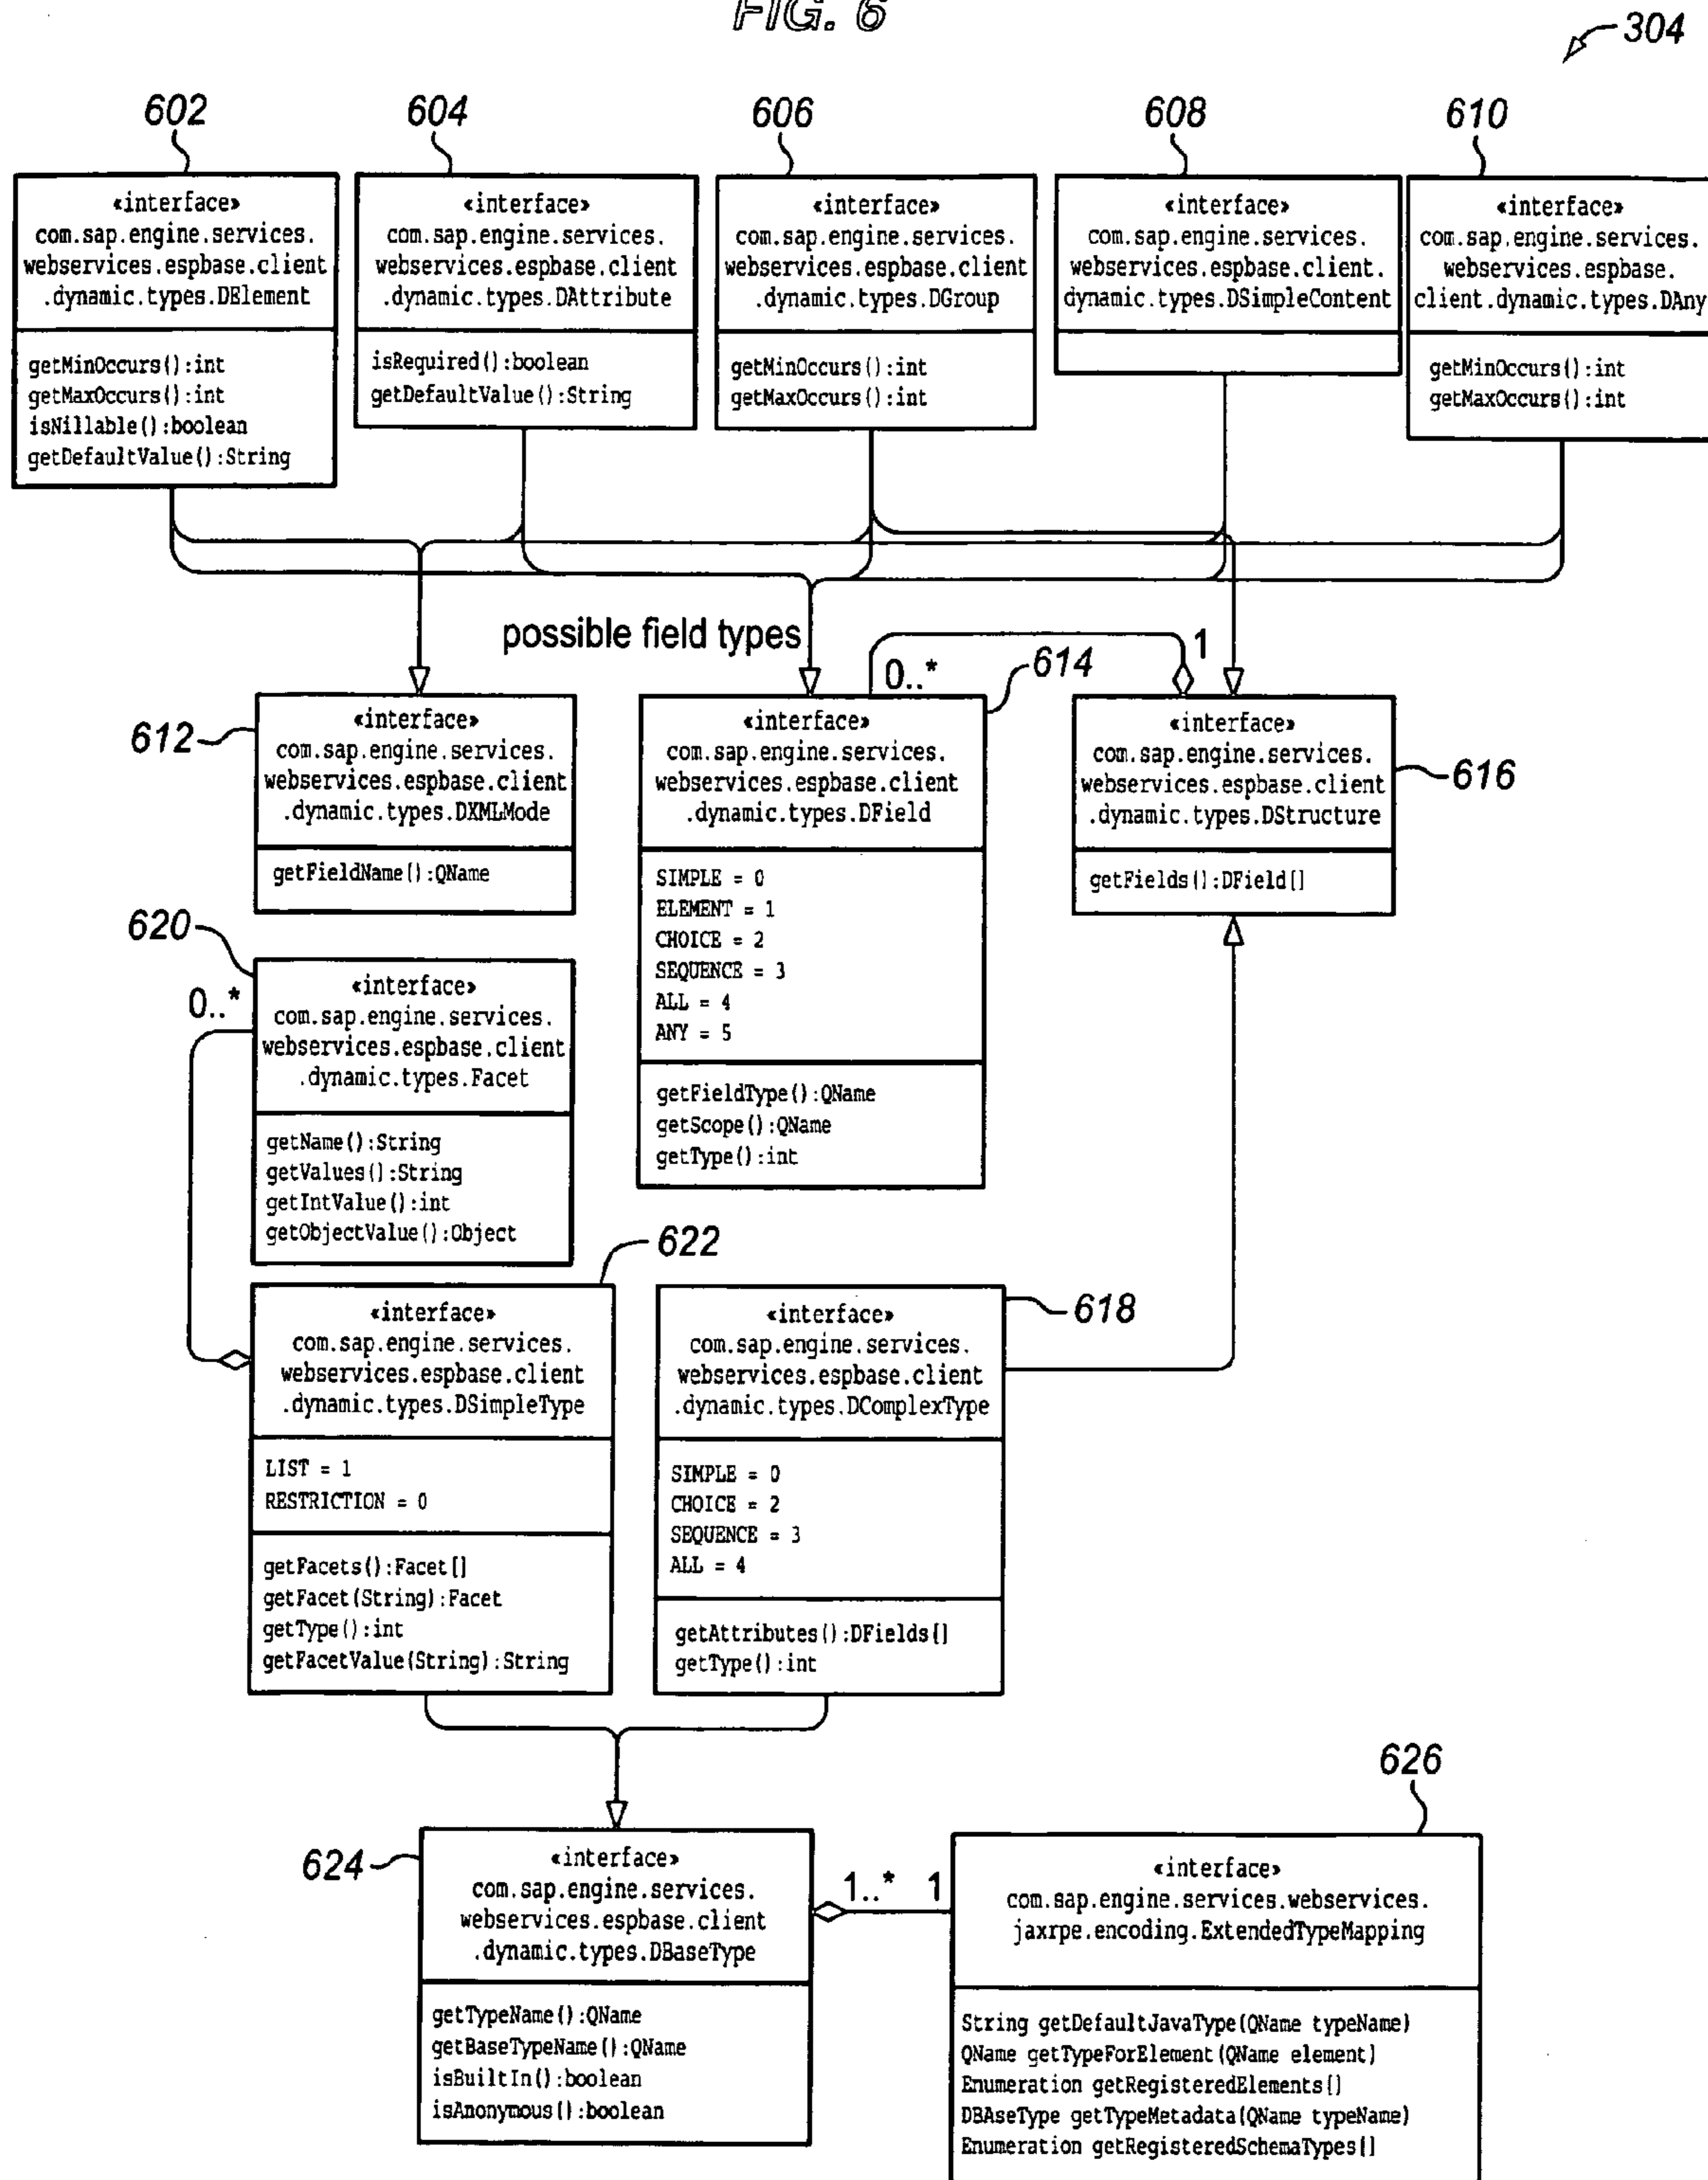 FIG. 6
304
602
604
606
608
610
«interface»
com.sap.engine.services.
webservices.espbase.client
.dynamic.types.DElement
getMinOccurs():int
getMaxOccurs():int
isNillable():boolean
getDefaultValue():String
«interface»
com.sap.engine.services.
webservices.espbase.client
.dynamic.types.DAttribute
isRequired():boolean
getDefaultValue():String
«interface»
com.sap.engine.services.
webservices.espbase.client
.dynamic.types.DGroup
getMinOccurs():int
getMaxOccurs():int
«interface»
com.sap.engine.services.
webservices.espbase.client.
dynamic.types.DSimpleContent
«interface»
com.sap.engine.services.
webservices.espbase.
client.dynamic.types.DAny
getMinOccurs():int
getMaxOccurs():int
possible field types
0..*
1
614
612
«interface»
com.sap.engine.services.
webservices.espbase.client
.dynamic.types.DXMLMode
getFieldName():QName
«interface»
com.sap.engine.services.
webservices.espbase.client
.dynamic.types.DField
SIMPLE = 0
ELEMENT = 1
CHOICE = 2
SEQUENCE = 3
ALL = 4
ANY = 5
getFieldType():QName
getScope():QName
getType():int
«interface»
com.sap.engine.services.
webservices.espbase.client
.dynamic.types.DStructure
getFields():DField[]
616
620
0..*
«interface»
com.sap.engine.services.
webservices.espbase.client
.dynamic.types.Facet
getName():String
getValues():String
getIntValue():int
getObjectValue():Object
622
«interface»
com.sap.engine.services.
webservices.espbase.client
.dynamic.types.DSimpleType
LIST = 1
RESTRICTION = 0
getFacets():Facet[]
getFacet(String):Facet
getType():int
getFacetValue(String):String
618
«interface»
com.sap.engine.services.
webservices.espbase.client
.dynamic.types.DComplexType
SIMPLE = 0
CHOICE = 2
SEQUENCE = 3
ALL = 4
getAttributes():DFields[]
getType():int
624
«interface»
com.sap.engine.services.
webservices.espbase.client
.dynamic.types.DBaseType
getTypeName():QName
getBaseTypeName():QName
isBuiltIn():boolean
isAnonymous():boolean
1..*
1
626
«interface»
com.sap.engine.services.webservices.
jaxrpe.encoding.ExtendedTypeMapping
String getDefaultJavaType(QName typeName)
QName getTypeForElement(QName element)
Enumeration getRegisteredElements()
DBAseType getTypeMetadata(QName typeName)
Enumeration getRegisteredSchemaTypes()